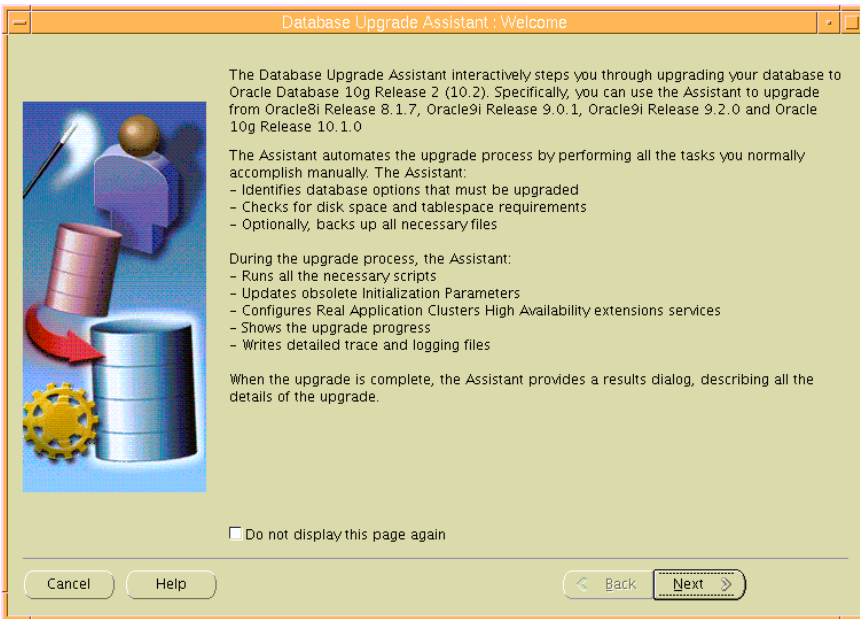 Database Upgrade Assistant : Welcome
The Database Upgrade Assistant interactively steps you through upgrading your database to
Oracle Database 10g Release 2 (10.2). Specifically, you can use the Assistant to upgrade
from Oracle8i Release 8.1.7, Oracle9i Release 9.0.1, Oracle9i Release 9.2.0 and Oracle
10g Release 10.1.0
The Assistant automates the upgrade process by performing all the tasks you normally
accomplish manually. The Assistant:
– Identifies database options that must be upgraded
– Checks for disk space and tablespace requirements
– Optionally, backs up all necessary files
During the upgrade process, the Assistant:
– Runs all the necessary scripts
– Updates obsolete Initialization Parameters
– Configures Real Application Clusters High Availability extensions services
– Shows the upgrade progress
– Writes detailed trace and logging files
When the upgrade is complete, the Assistant provides a results dialog, describing all the
details of the upgrade.
Do not display this page again
Cancel Help Back Next